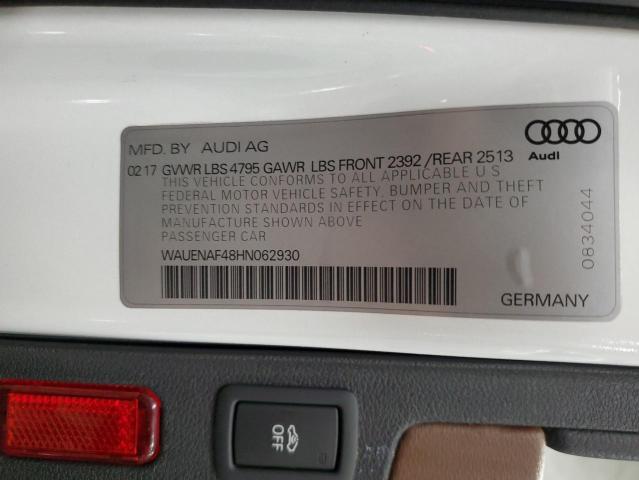 MFD. BY AUDI AG
02 17 GVWR LBS 4795 GAWR LBS FRONT 2392 /REAR 2513
THIS VEHICLE CONFORMS TO ALL APPLICABLE U S
FEDERAL MOTOR VEHICLE SAFETY, BUMPER AND THEFT
PREVENTION STANDARDS IN EFFECT ON THE DATE OF
MANUFACTURE SHOWN ABOVE
PASSENGER CAR
WAUENAF48HN062930
Audi
0834044
GERMANY
OFF